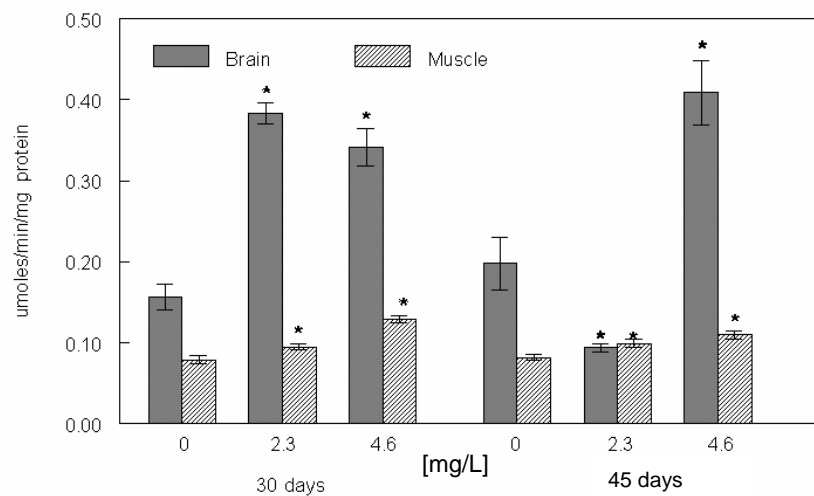 0.50
Brain Muscle
*
* *
0.40
0.30
0.20
* *
* * *
0.10
0.00
umoles/min/mg protein
0 2.3 4.6 0 2.3 4.6
[mg/L]
30 days 45 days